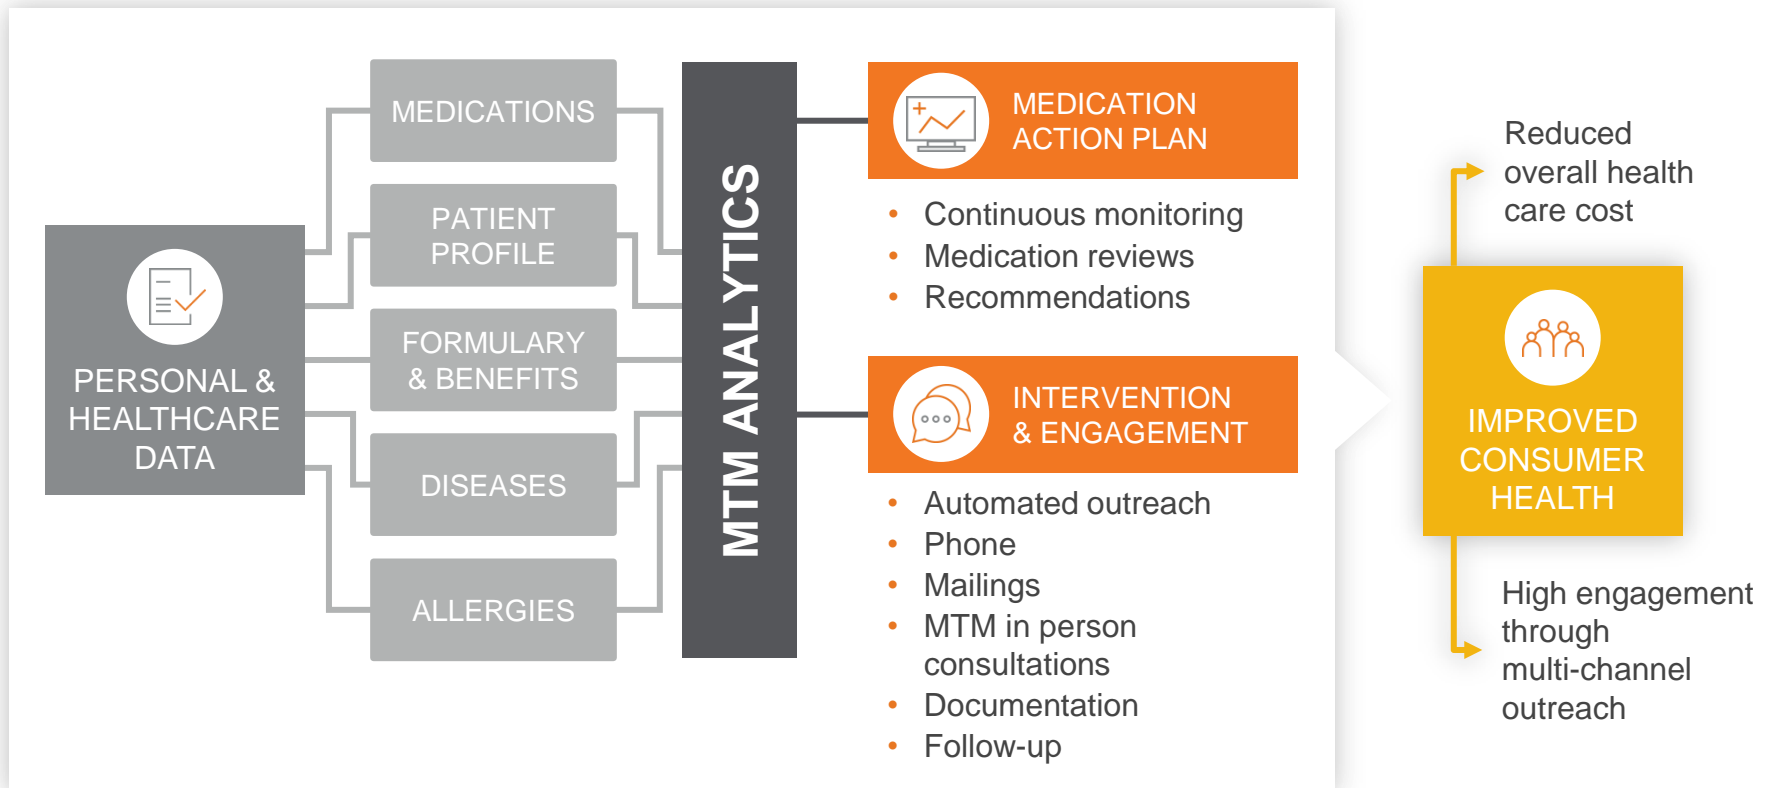 PERSONAL &
HEALTHCARE
DATA
MEDICATIONS
PATIENT
PROFILE
FORMULARY
& BENEFITS
DISEASES
ALLERGIES
MTM ANALYTICS
MEDICATION
ACTION PLAN
• Continuous monitoring
• Medication reviews
• Recommendations
INTERVENTION
& ENGAGEMENT
• Automated outreach
• Phone
• Mailings
• MTM in person
consultations
• Documentation
• Follow-up
Reduced
overall health
care cost
IMPROVED
CONSUMER
HEALTH
High engagement
through
multi-channel
outreach